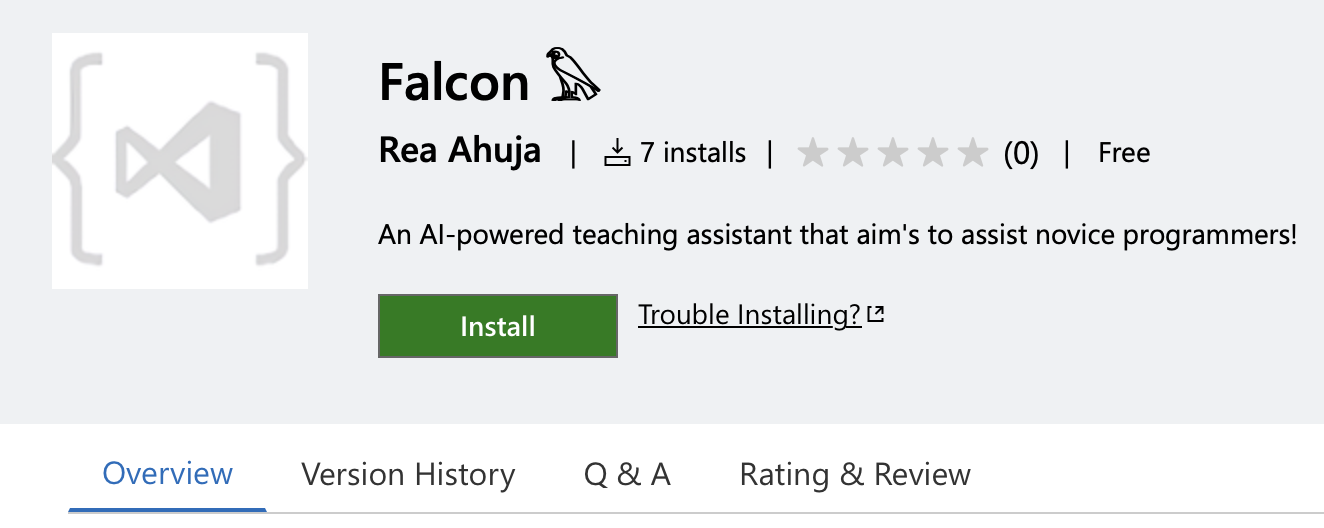 Falcon 𓅃
Rea Ahuja | 7 installs | (0) | Free
An AI-powered teaching assistant that aim's to assist novice programmers!
Install Trouble Installing?
Overview Version History Q & A Rating & Review